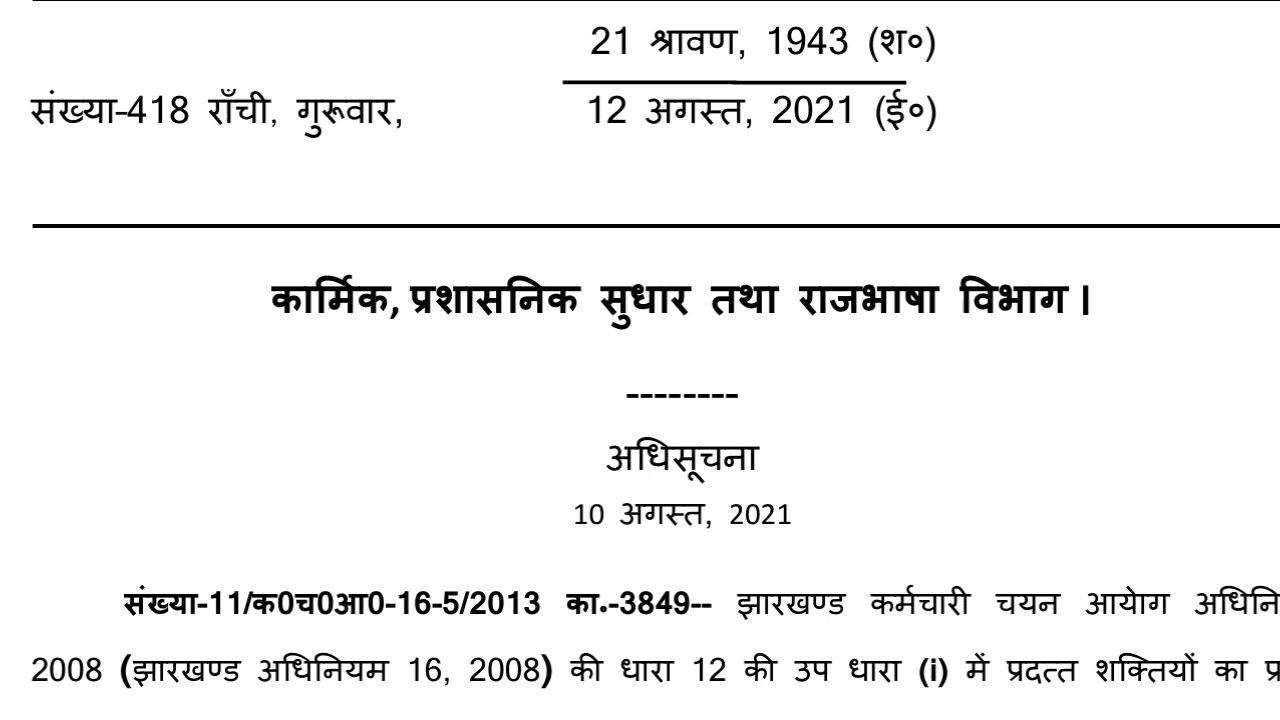 21 श्रावण, 1943 (श०)
संख्या-418 राँची, गुरूवार, 12 अगस्त, 2021 (ई०)
कार्मिक, प्रशासनिक सुधार तथा राजभाषा विभाग।
--------
अधिसूचना
10 अगस्त, 2021
संख्या-11/क0च0आ0-16-5/2013 का.-3849-- झारखण्ड कर्मचारी चयन आयेाग
2008 (झारखण्ड अधिनियम 16, 2008) की धारा 12 की उप धारा (i) में प्रदत्त शक्तियों का